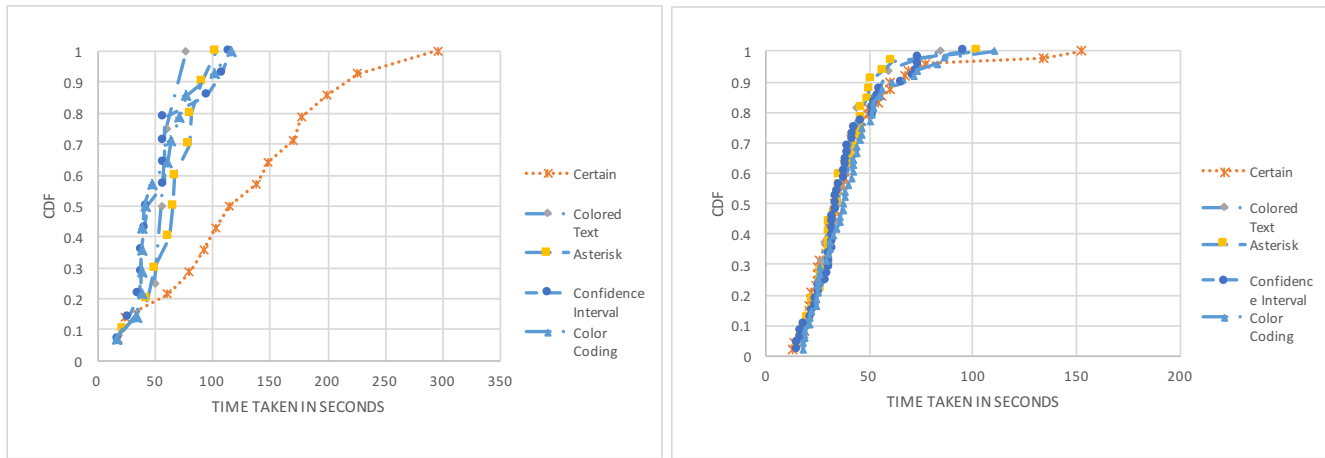 1
0.9
0.8
0.7
0.6
0.5
0.4
0.3
0.2
0.1
0
CDF
0
50
100
150
200
250
300
350
TIME TAKEN IN SECONDS
Certain
Colored
Text
Asterisk
Confidence
Interval
Color
Coding
1
0.9
0.8
0.7
0.6
0.5
0.4
0.3
0.2
0.1
0
CDF
0
50
100
150
200
TIME TAKEN IN SECONDS
Certain
Colored
Text
Asterisk
Confidenc
e Interval
Color
Coding